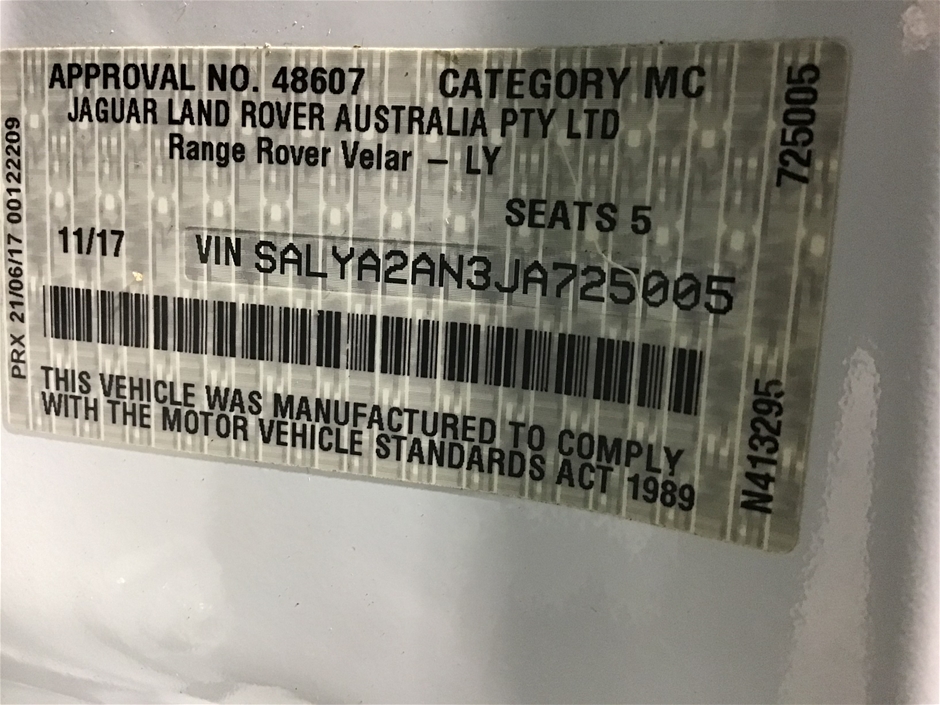 APPROVAL NO. 48607 CATEGORY MC
JAGUAR LAND ROVER AUSTRALIA PTY LTD
Range Rover Velar – LY
SEATS 5
11/17 VIN SALYA2AN3JA725005
THIS VEHICLE WAS MANUFACTURED TO COMPLY
WITH THE MOTOR VEHICLE STANDARDS ACT 1989
PRX 21/06/17 00122209
725005
N413295